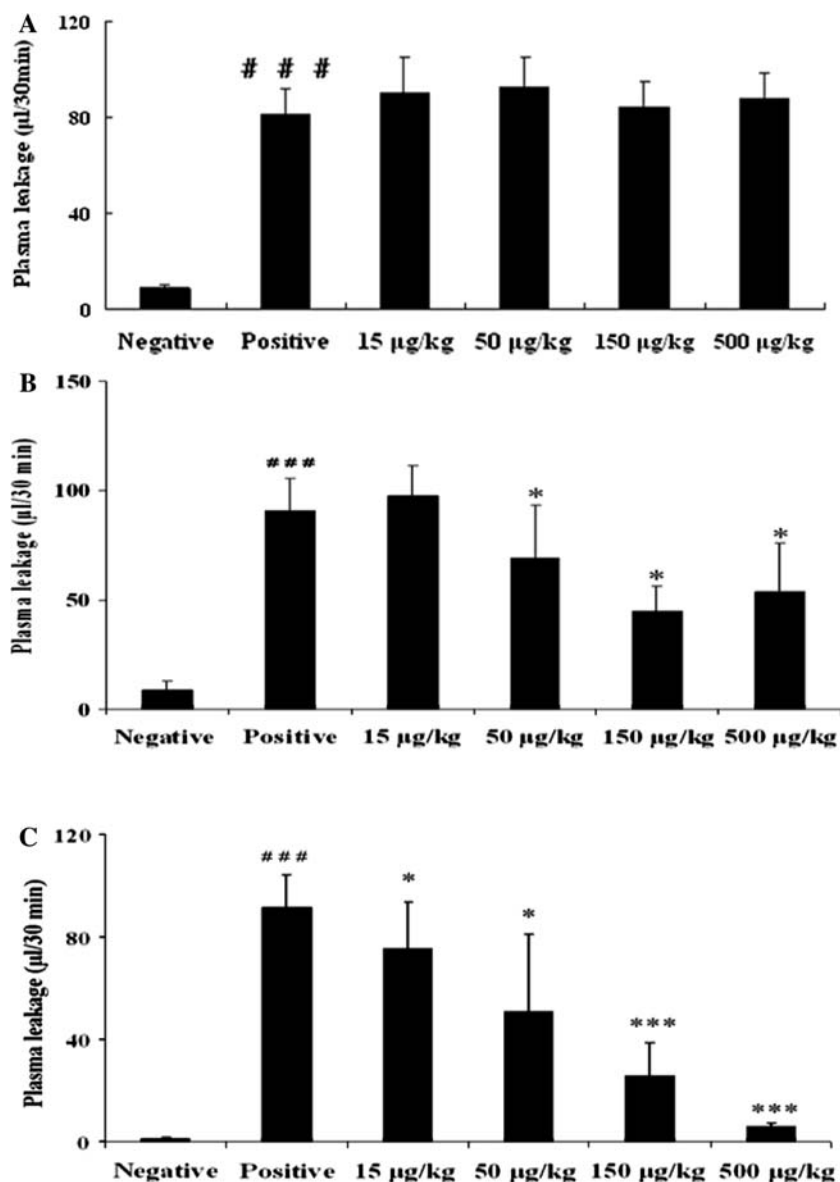 A
Plasma leakage (µl/30min)
120
80
40
0
# # #
Negative Positive 15 µg/kg 50 µg/kg 150 µg/kg 500 µg/kg
B
Plasma leakage (µl/30 min)
150
100
50
0
###
*
*
*
Negative Positive 15 µg/kg 50 µg/kg 150 µg/kg 500 µg/kg
C
Plasma leakage (µl/30 min)
120
80
40
0
###
*
*
***
***
Negative Positive 15 µg/kg 50 µg/kg 150 µg/kg 500 µg/kg